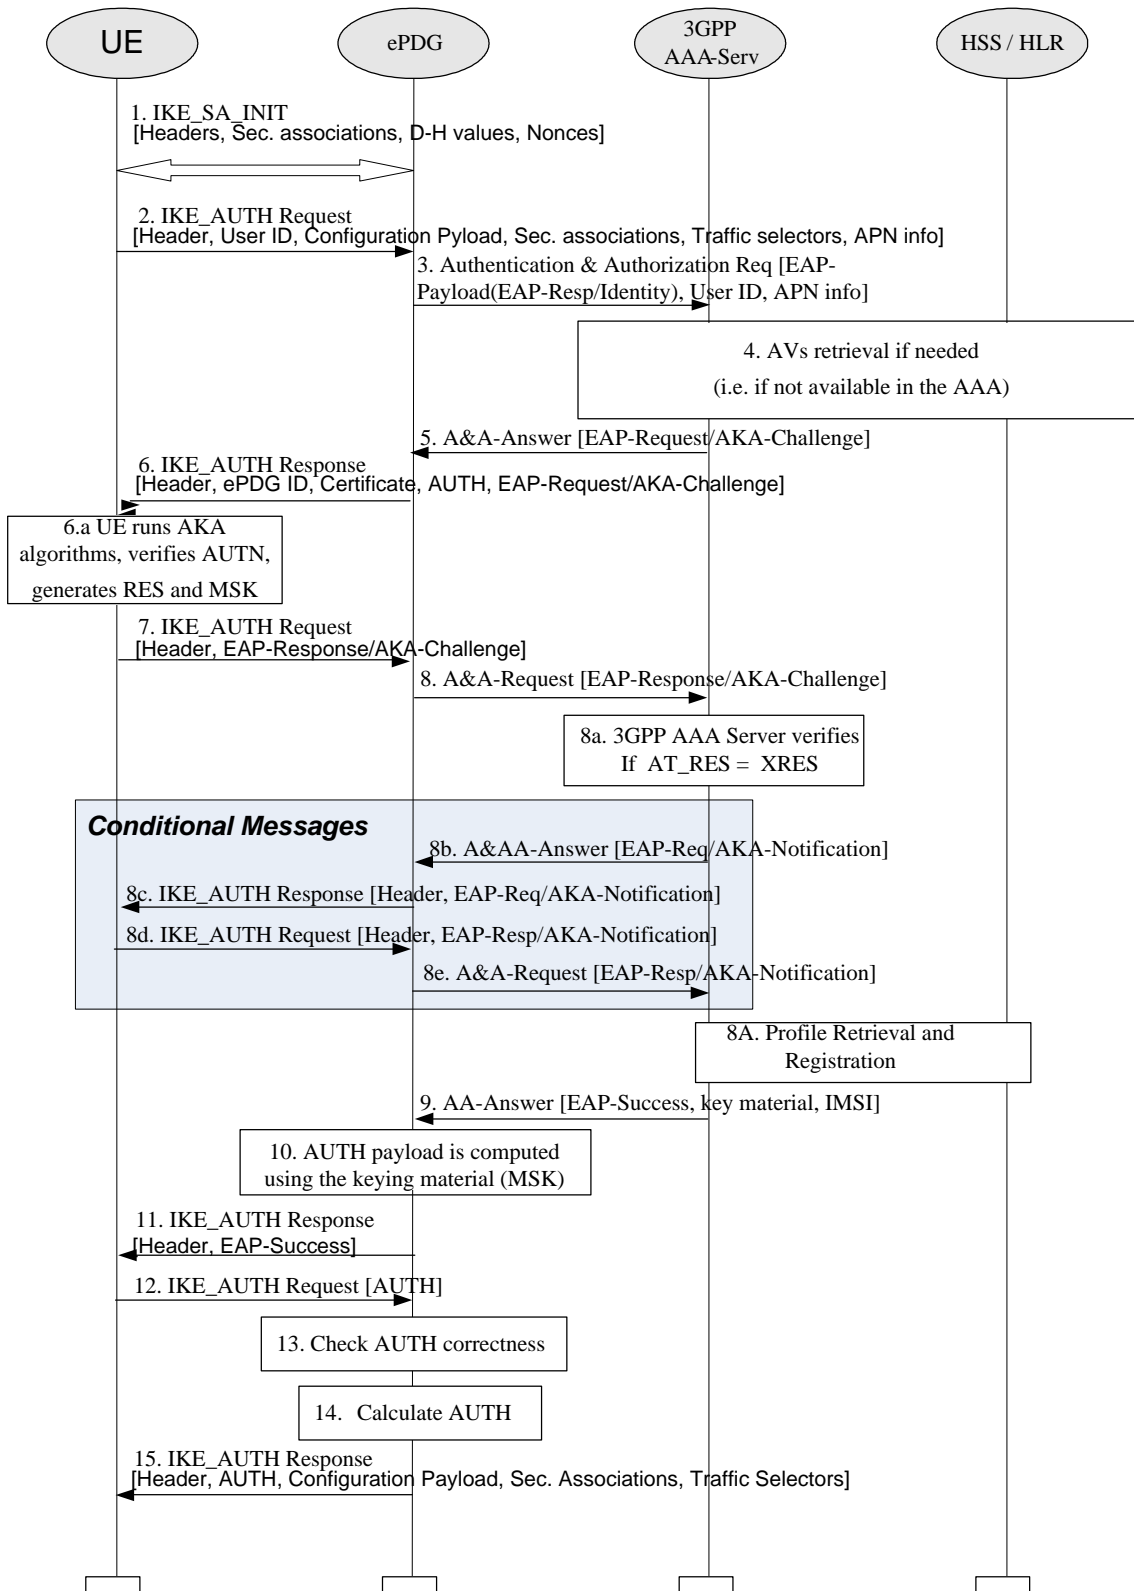 UE
ePDG
3GPP
AAA-Serv
HSS / HLR
1. IKE_SA_INIT
[Headers, Sec. associations, D-H values, Nonces]
2. IKE_AUTH Request
[Header, User ID, Configuration Pyload, Sec. associations, Traffic selectors, APN info]
3. Authentication & Authorization Req [EAP-
Payload(EAP-Resp/Identity), User ID, APN info]
4. AVs retrieval if needed
(i.e. if not available in the AAA)
5. A&A-Answer [EAP-Request/AKA-Challenge]
6. IKE_AUTH Response
[Header, ePDG ID, Certificate, AUTH, EAP-Request/AKA-Challenge]
6.a UE runs AKA
algorithms, verifies AUTN,
generates RES and MSK
7. IKE_AUTH Request
[Header, EAP-Response/AKA-Challenge]
8. A&A-Request [EAP-Response/AKA-Challenge]
8a. 3GPP AAA Server verifies
If AT_RES = XRES
Conditional Messages
8b. A&AA-Answer [EAP-Req/AKA-Notification]
8c. IKE_AUTH Response [Header, EAP-Req/AKA-Notification]
8d. IKE_AUTH Request [Header, EAP-Resp/AKA-Notification]
8e. A&A-Request [EAP-Resp/AKA-Notification]
8A. Profile Retrieval and
Registration
9. AA-Answer [EAP-Success, key material, IMSI]
10. AUTH payload is computed
using the keying material (MSK)
11. IKE_AUTH Response
[Header, EAP-Success]
12. IKE_AUTH Request [AUTH]
13. Check AUTH correctness
14. Calculate AUTH
15. IKE_AUTH Response
[Header, AUTH, Configuration Payload, Sec. Associations, Traffic Selectors]